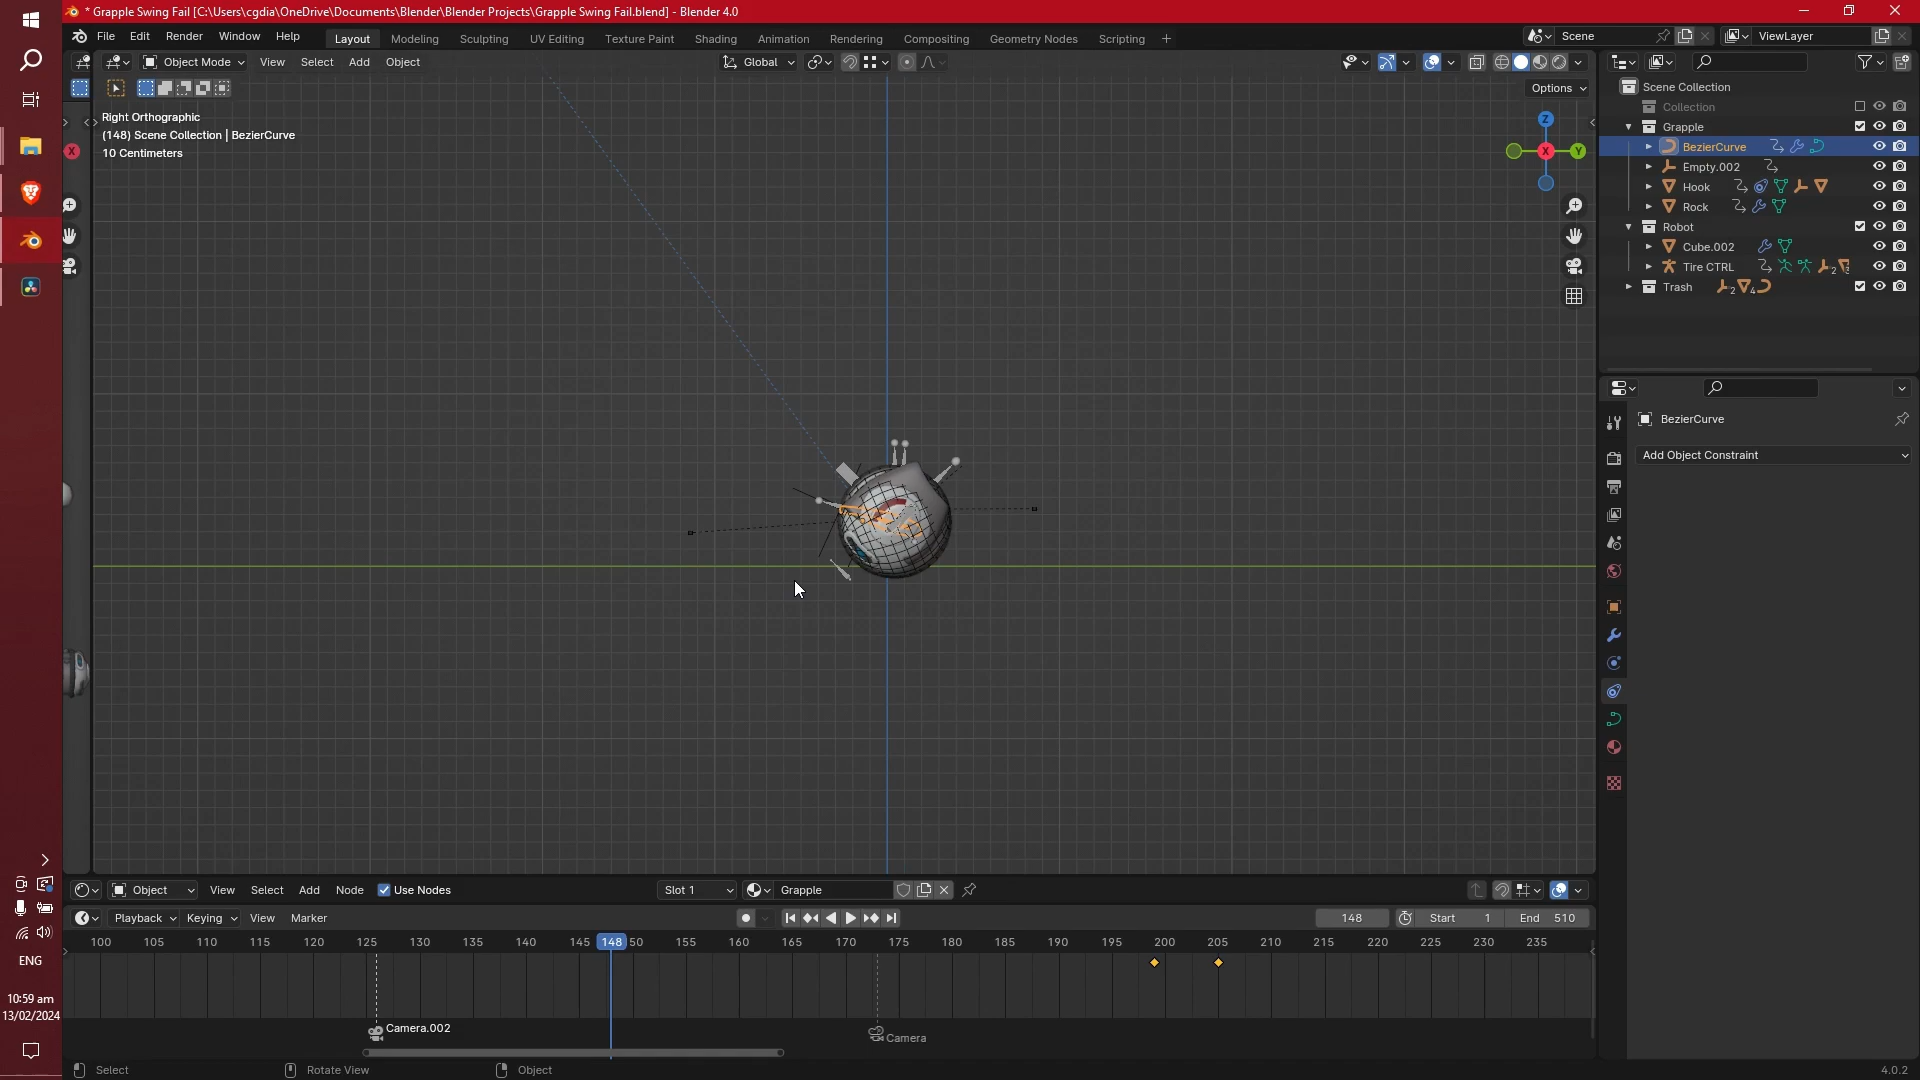 * Grapple Swing Fail [C:\Users\cgdia\OneDrive\Documents\Blender\Blender Projects\Grapple Swing Fail.blend] - Blender 4.0
File Edit Render Window Help Layout Modeling Sculpting UV Editing Texture Paint Shading Animation Rendering Compositing Geometry Nodes Scripting + Scene ViewLayer
Object Mode View Select Add Object Global
Options
Right Orthographic
(148) Scene Collection | BezierCurve
10 Centimeters
Z
X
Y
X
Scene Collection
Collection
Grapple
BezierCurve
Empty.002
Hook
Rock
Robot
Cube.002
Tire CTRL 2
Trash 2 4
BezierCurve
Add Object Constraint
Object View Select Add Node Use Nodes Slot 1 Grapple
Playback Keying View Marker 148 Start 1 End 510
100 105 110 115 120 125 130 135 140 145 148 50 155 160 165 170 175 180 185 190 195 200 205 210 215 220 225 230 235
Camera.002
Camera
Select Rotate View Object 4.0.2
ENG
10:59 am
13/02/2024